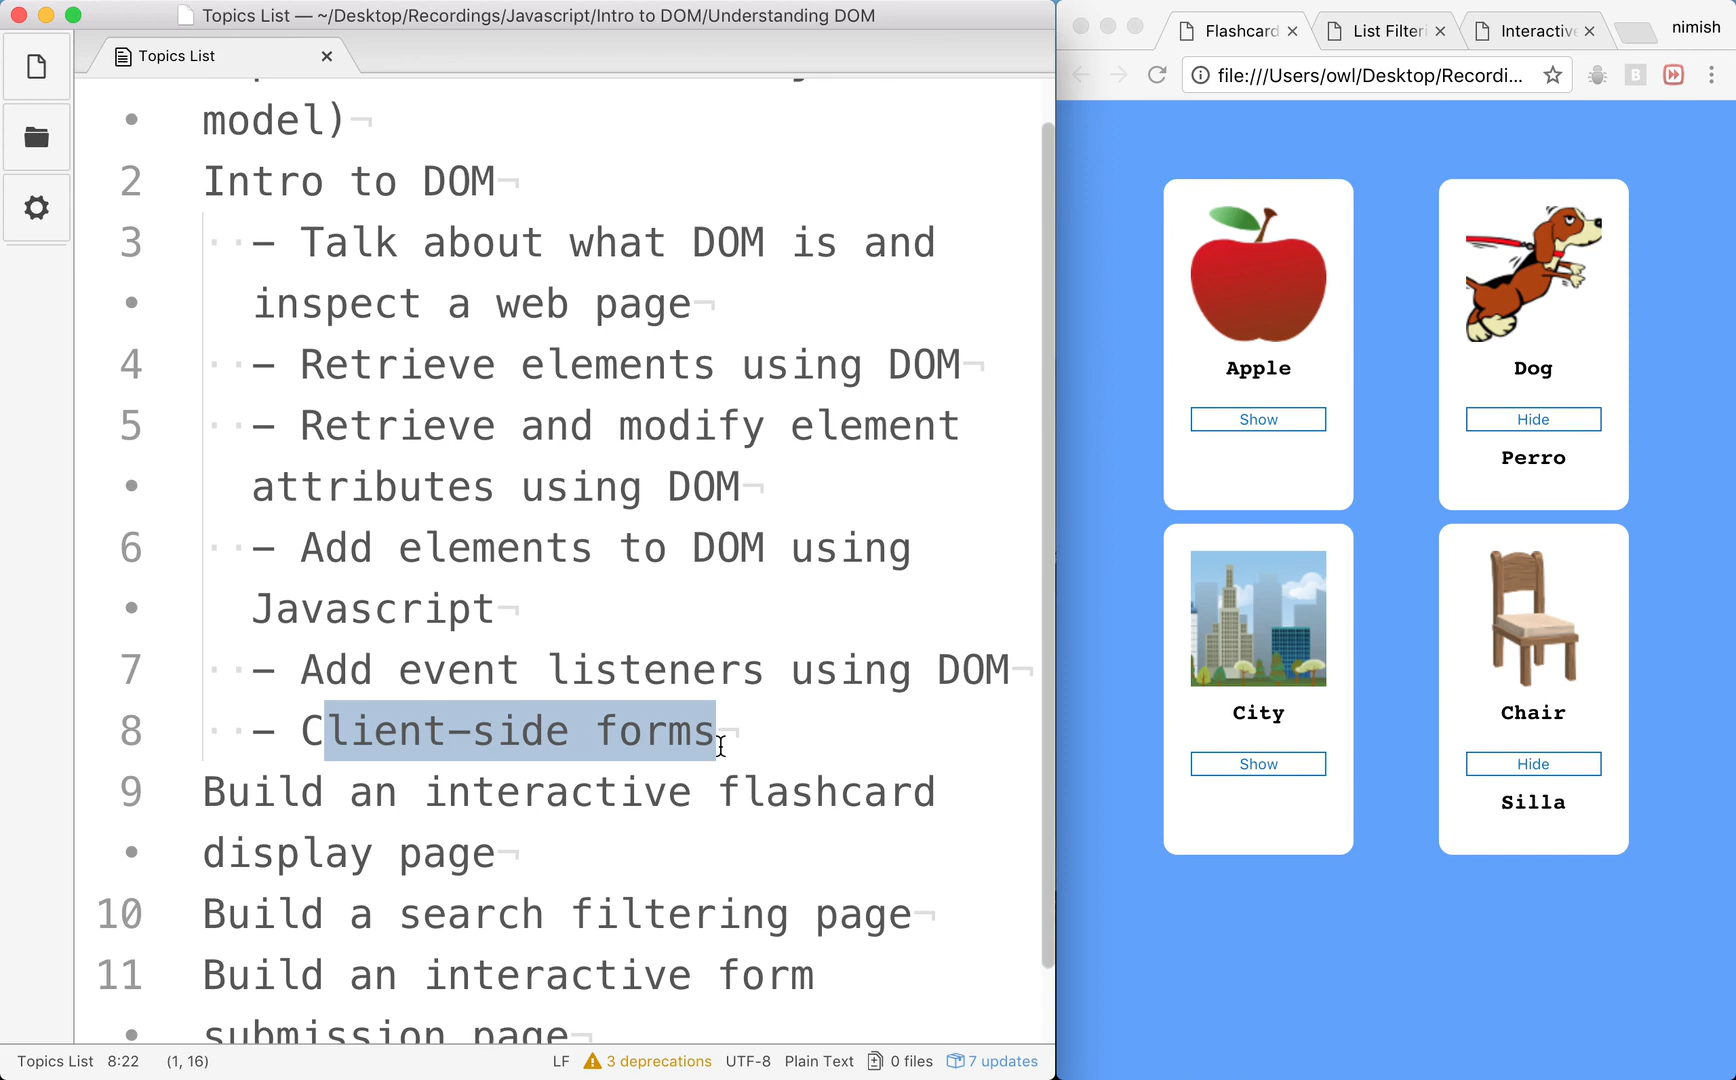 Topics List — ~/Desktop/Recordings/Javascript/Intro to DOM/Understanding DOM
Topics List
model)¬
2 Intro to DOM¬
3 ··– Talk about what DOM is and
• inspect a web page¬
4 ··– Retrieve elements using DOM¬
5 ··– Retrieve and modify element
• attributes using DOM¬
6 ··– Add elements to DOM using
• Javascript¬
7 ··– Add event listeners using DOM¬
8 ··– Client–side forms¬
9 Build an interactive flashcard
• display page¬
10 Build a search filtering page¬
11 Build an interactive form
• submission page¬
Topics List 8:22 (1, 16) LF 3 deprecations UTF-8 Plain Text 0 files 7 updates
Flashcard List Filteri Interactive nimish
file:///Users/owl/Desktop/Recordi...
Apple
Show
Dog
Hide
Perro
City
Show
Chair
Hide
Silla